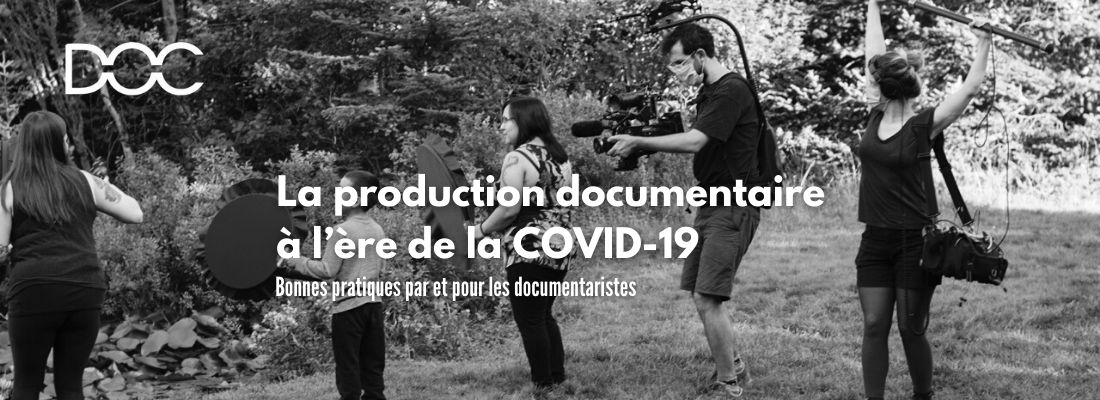 DOC
La production documentaire
à l'ère de la COVID-19
Bonnes pratiques par et pour les documentaristes